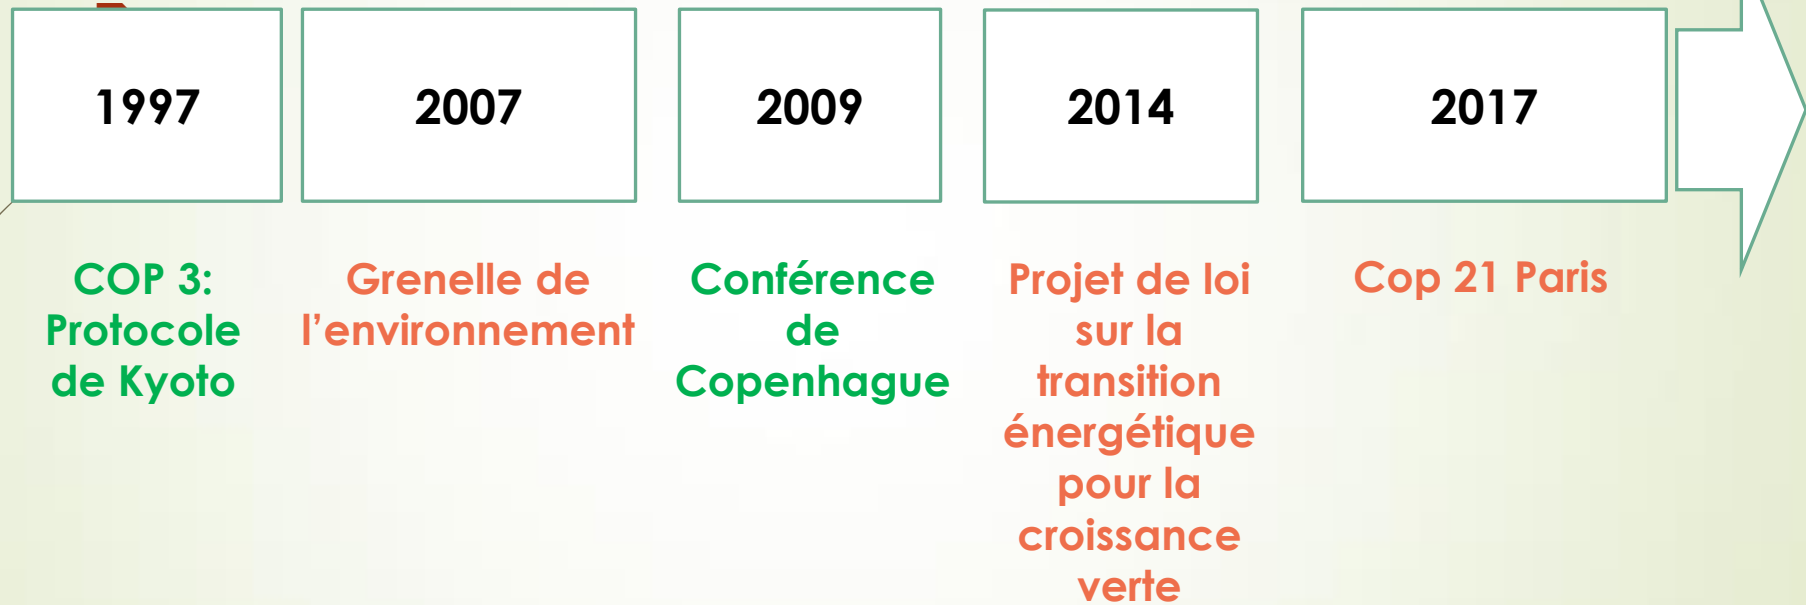 1997
2007
2009
2014
2017
COP 3:
Protocole
de Kyoto
Grenelle de
l’environnement
Conférence
de
Copenhague
Projet de loi
sur la
transition
énergétique
pour la
croissance
verte
Cop 21 Paris